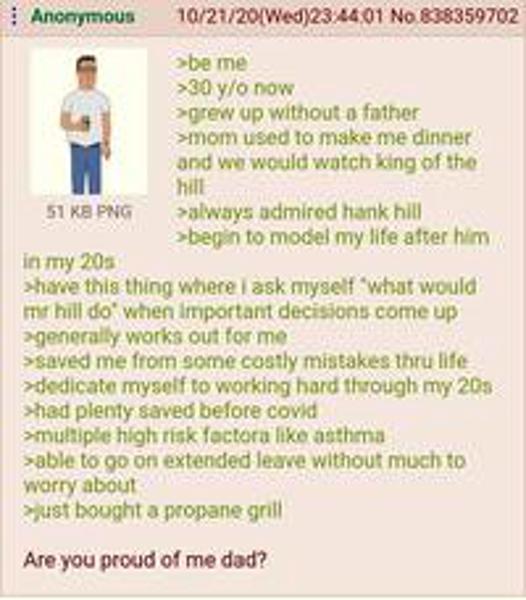 Anonymous 10/21/20(Wed)23:44:01 No.838359702
>be me
>30 y/o now
>grew up without a father
>mom used to make me dinner
and we would watch king of the
hill
>always admired hank hill
>begin to model my life after him
51 KB PNG
in my 20s
>have this thing where i ask myself "what would
mr hill do" when important decisions come up
>generally works out for me
>saved me from some costly mistakes thru life
>dedicate myself to working hard through my 20s
>had plenty saved before covid
>multiple high risk factora like asthma
>able to go on extended leave without much to
worry about
>just bought a propane grill
Are you proud of me dad?